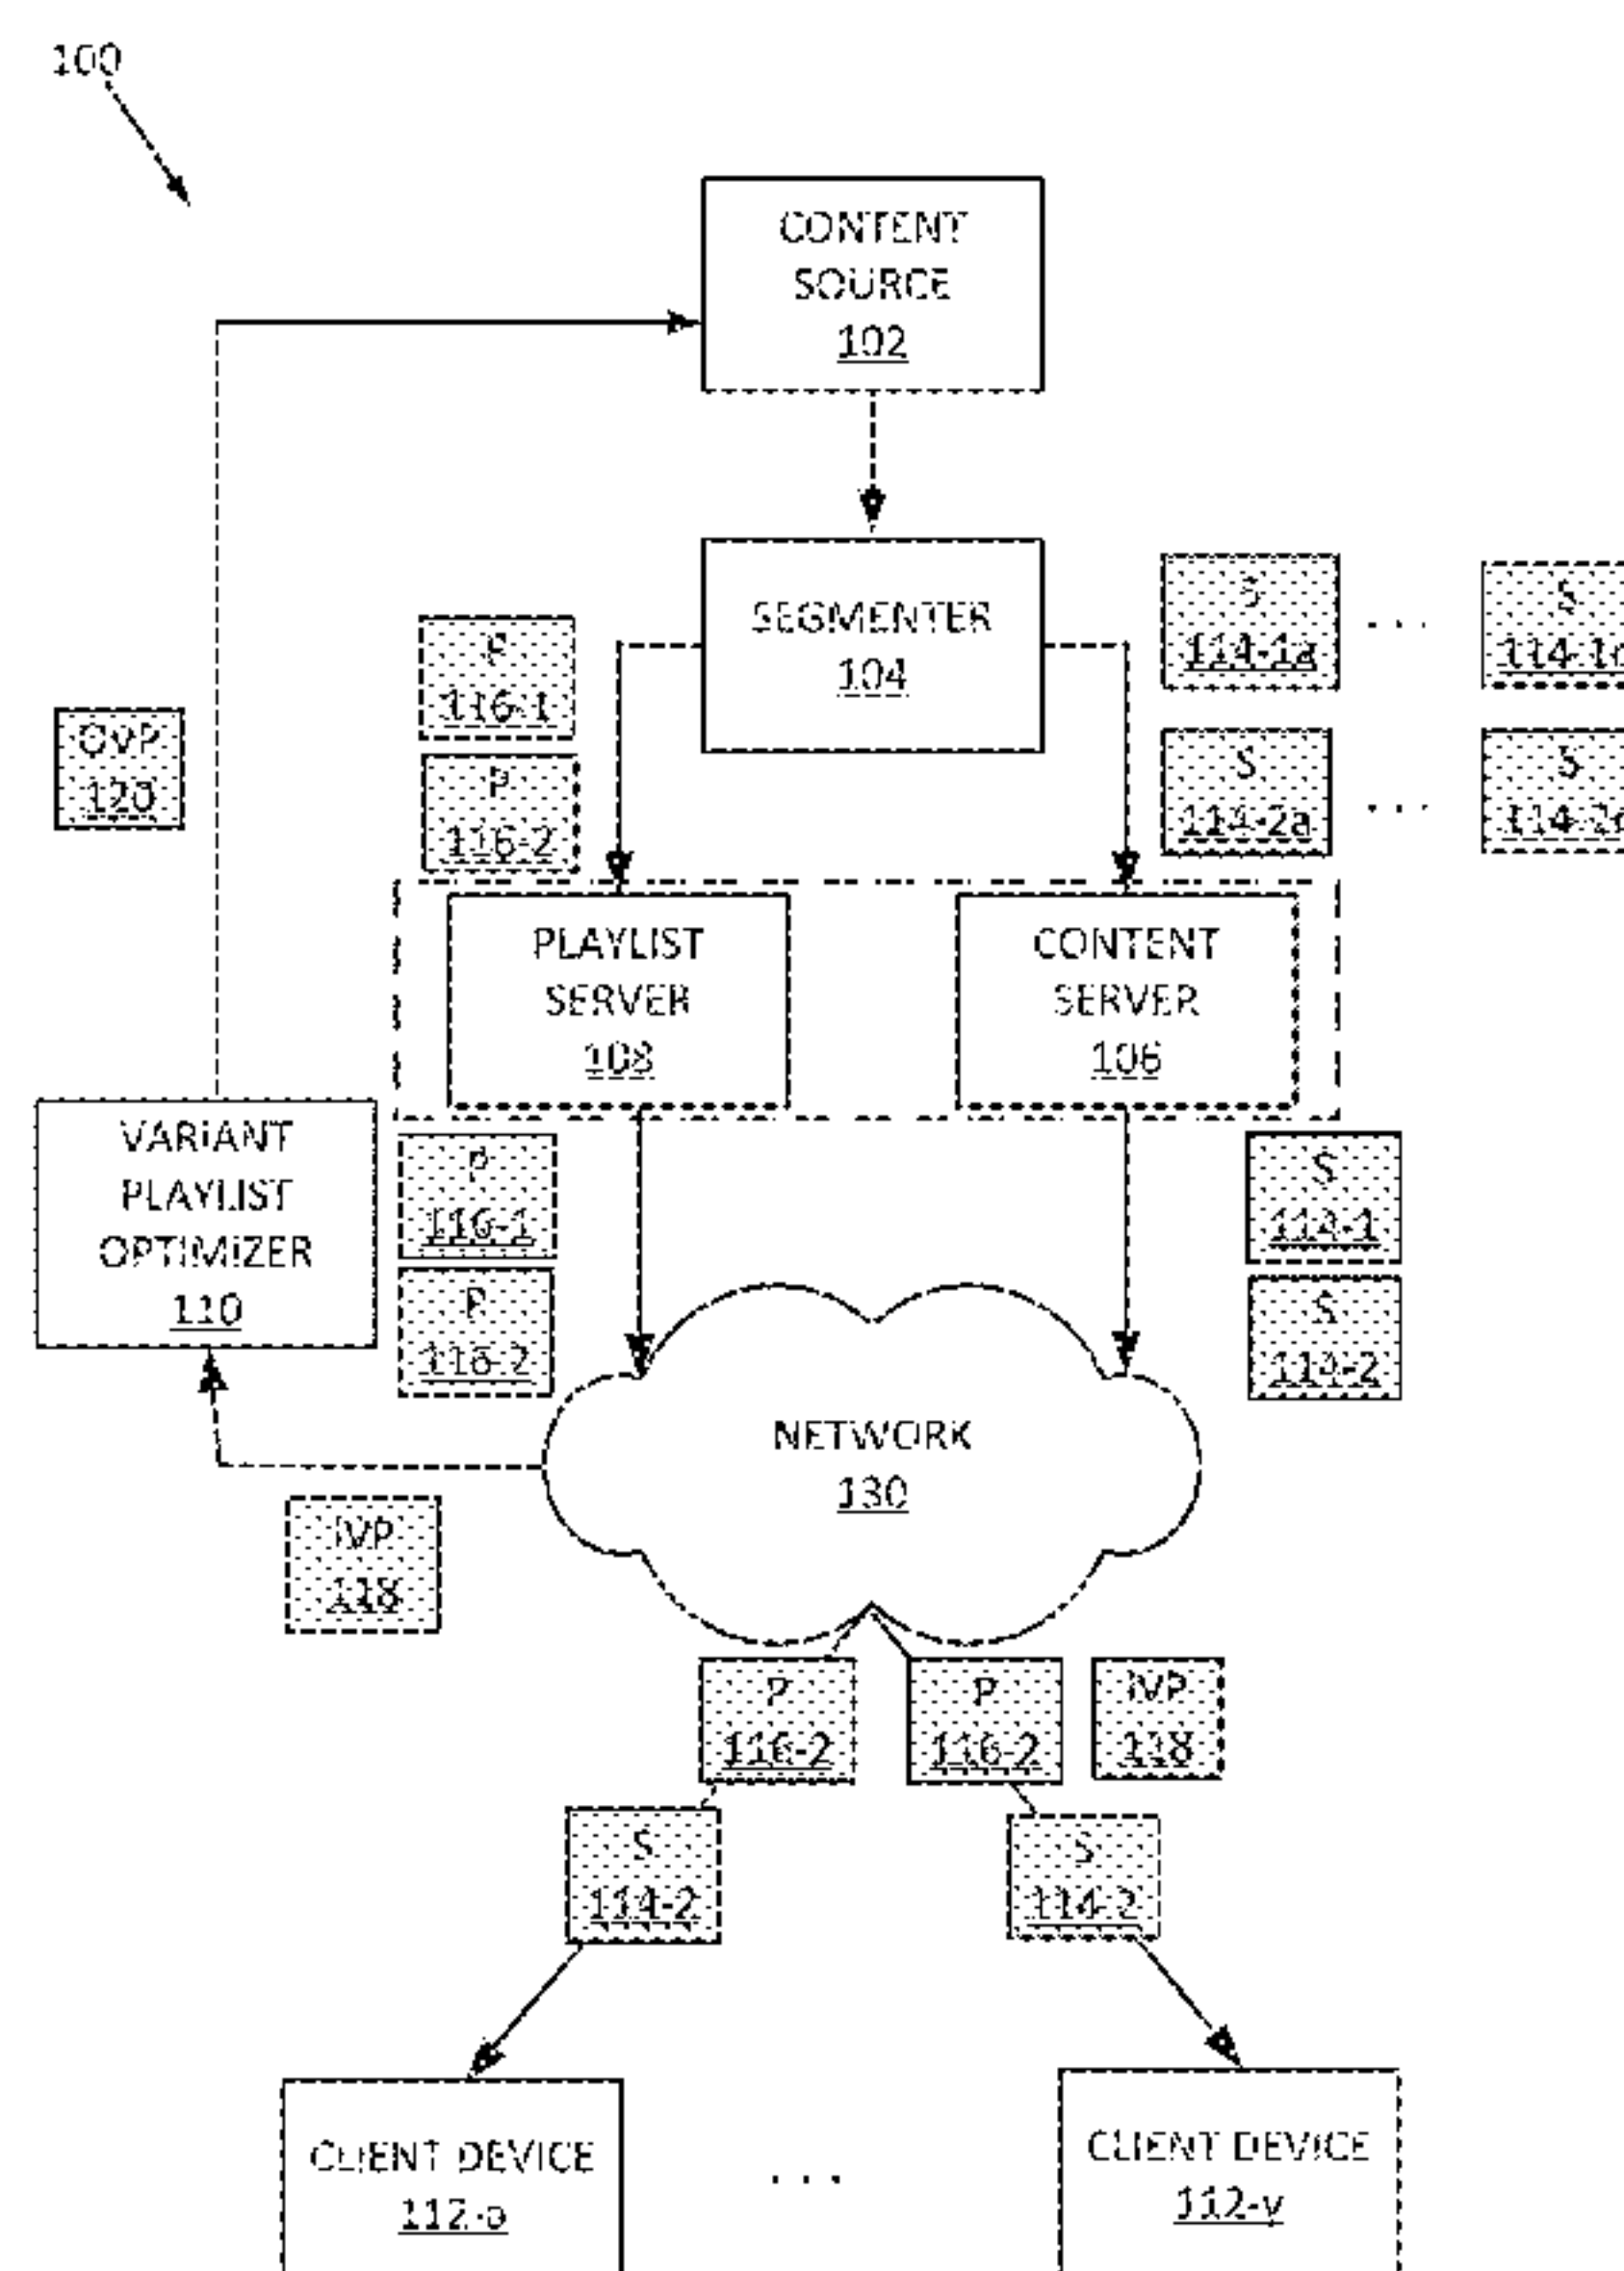 100
CONTENT
SOURCE
102
SEGMENTER
104
S
114-1a
. . .
S
P
116-1
P
116-2
S
114-2a
. . .
S
OVP
120
PLAYLIST
SERVER
108
CONTENT
SERVER
106
VARIANT
PLAYLIST
OPTIMIZER
110
P
116-1
P
116-2
S
114-1
S
114-2
NETWORK
130
IVP
118
P
116-2
P
116-2
IVP
118
S
114-2
S
114-2
CLIENT DEVICE
. . .
CLIENT DEVICE
112-y